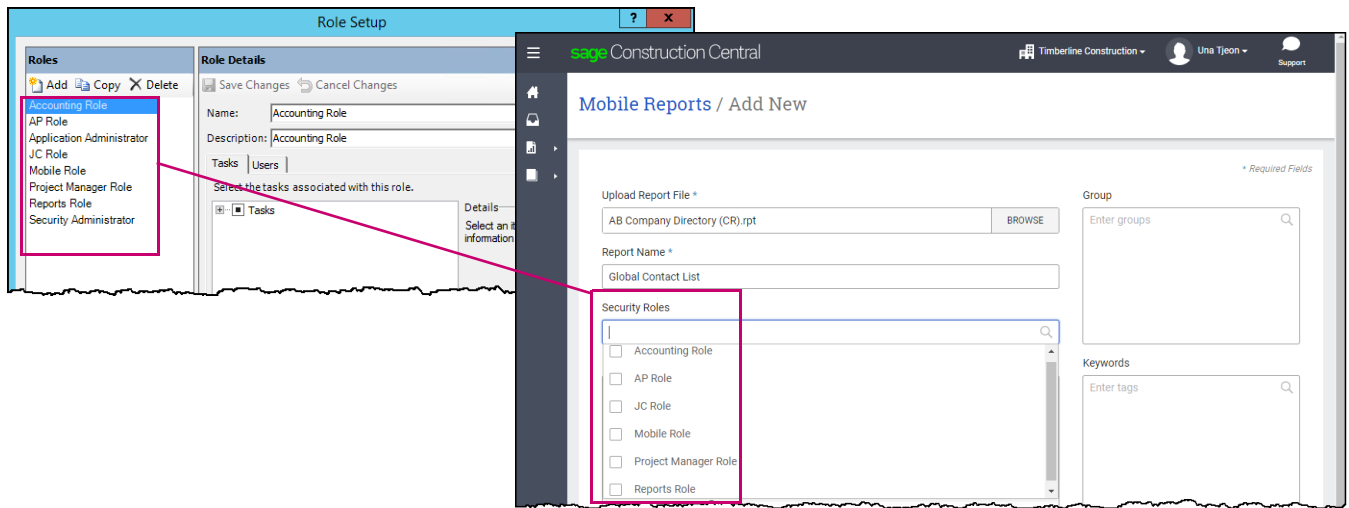 Role Setup
? x
Roles
Add Copy Delete
Accounting Role
AP Role
Application Administrator
JC Role
Mobile Role
Project Manager Role
Reports Role
Security Administrator
Role Details
Save Changes Cancel Changes
Name: Accounting Role
Description: Accounting Role
Tasks Users
Select the tasks associated with this role.
Tasks
Details
Select an it
information
sage Construction Central
Timberline Construction
Una Tjeon
Support
Mobile Reports / Add New
* Required Fields
Upload Report File *
AB Company Directory (CR).rpt BROWSE
Report Name *
Global Contact List
Security Roles
Accounting Role
AP Role
JC Role
Mobile Role
Project Manager Role
Reports Role
Group
Enter groups
Keywords
Enter tags